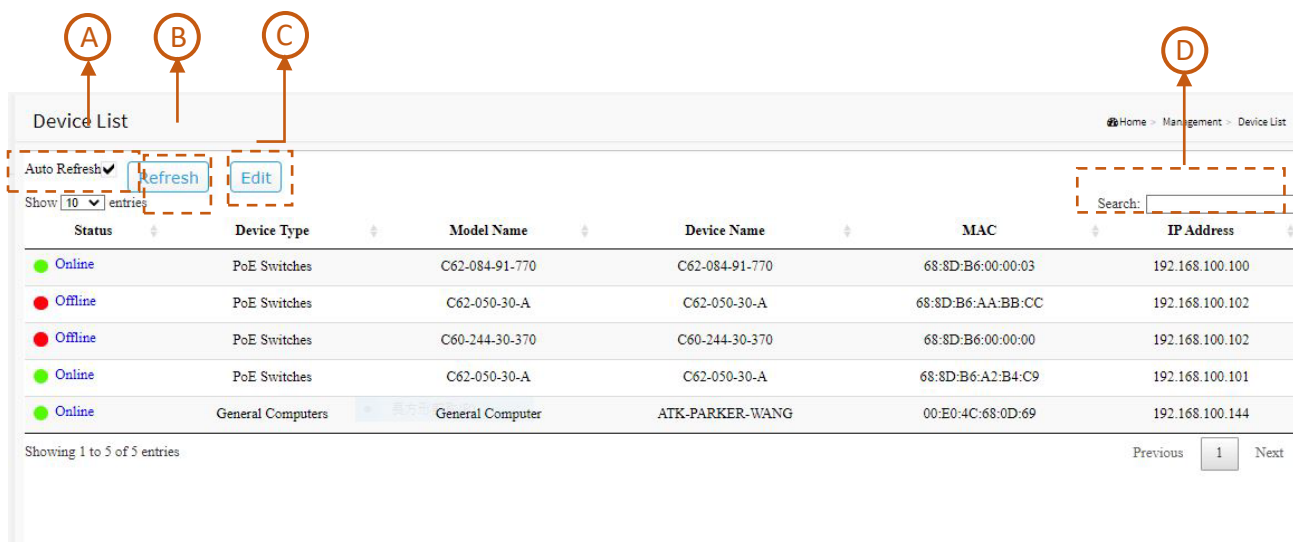 A B C D
Device List
Home > Management > Device List
Auto Refresh Refresh Edit
Show 10 entries
Search:
Status Device Type Model Name Device Name MAC IP Address
Online PoE Switches C62-084-91-770 C62-084-91-770 68:8D:B6:00:00:03 192.168.100.100
Offline PoE Switches C62-050-30-A C62-050-30-A 68:8D:B6:AA:BB:CC 192.168.100.102
Offline PoE Switches C60-244-30-370 C60-244-30-370 68:8D:B6:00:00:00 192.168.100.102
Online PoE Switches C62-050-30-A C62-050-30-A 68:8D:B6:A2:B4:C9 192.168.100.101
Online General Computers General Computer ATK-PARKER-WANG 00:E0:4C:68:0D:69 192.168.100.144
Showing 1 to 5 of 5 entries
Previous 1 Next